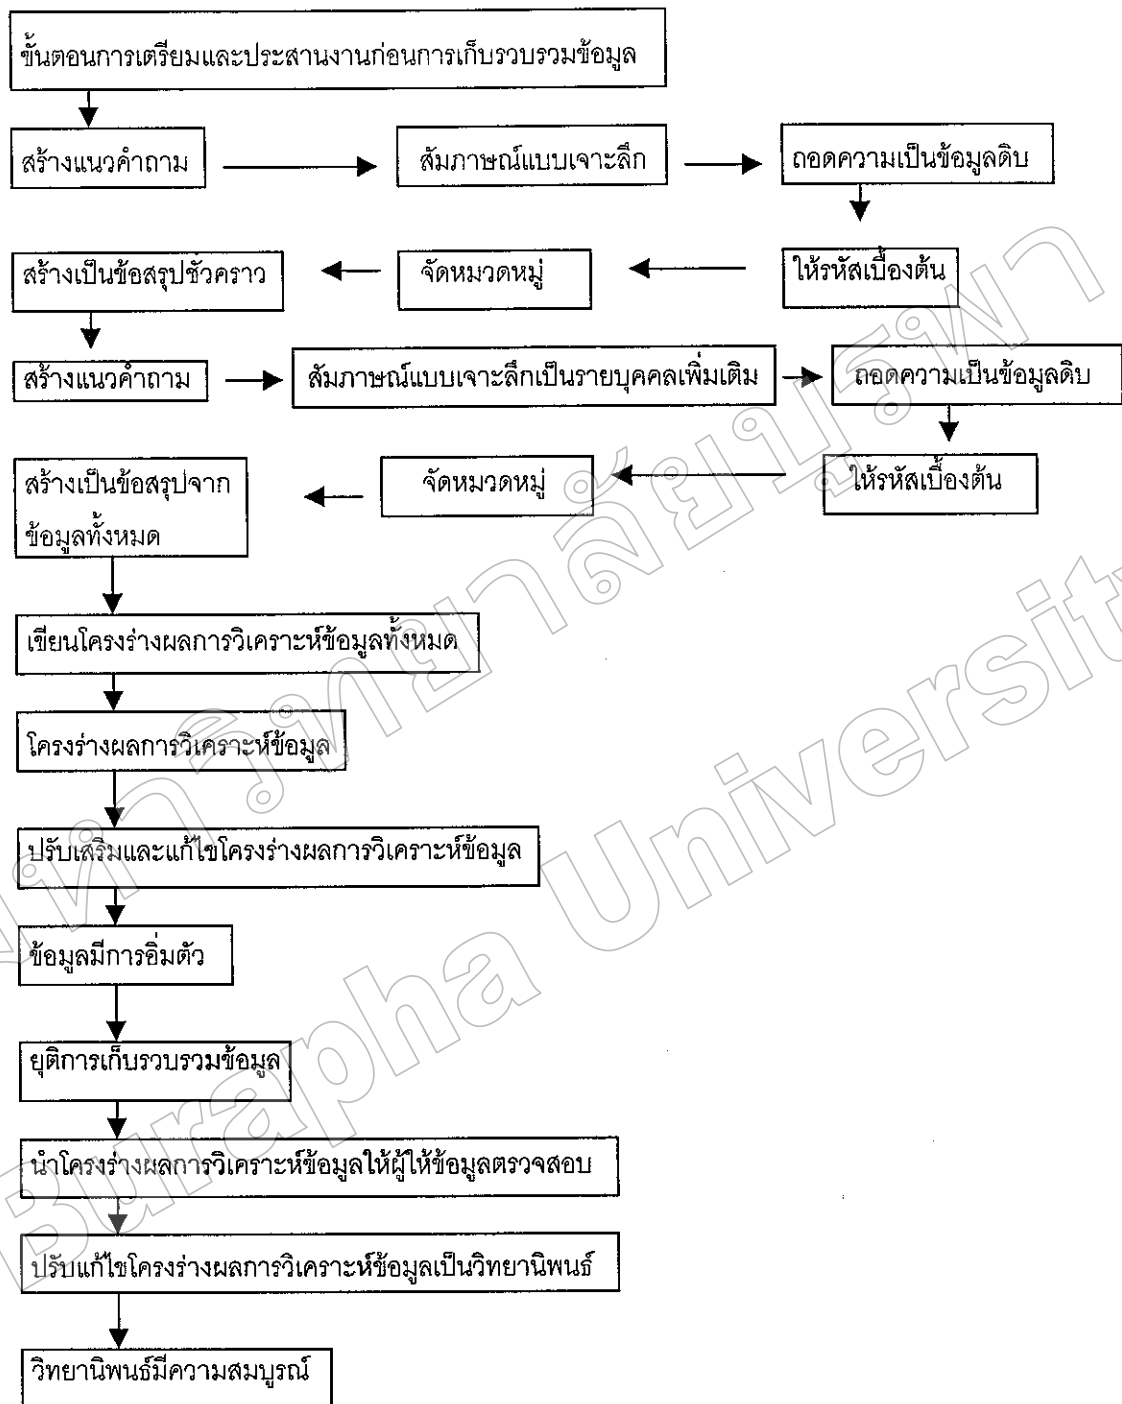 ขั้นตอนการเตรียมและประสานงานก่อนการเก็บรวบรวมข้อมูล
สร้างแนวคำถาม
สัมภาษณ์แบบเจาะลึก
ถอดความเป็นข้อมูลดิบ
ให้รหัสเบื้องต้น
จัดหมวดหมู่
สร้างเป็นข้อสรุปชั่วคราว
สร้างแนวคำถาม
สัมภาษณ์แบบเจาะลึกเป็นรายบุคคลเพิ่มเติม
ถอดความเป็นข้อมูลดิบ
ให้รหัสเบื้องต้น
จัดหมวดหมู่
สร้างเป็นข้อสรุปจาก
ข้อมูลทั้งหมด
เขียนโครงร่างผลการวิเคราะห์ข้อมูลทั้งหมด
โครงร่างผลการวิเคราะห์ข้อมูล
ปรับเสริมและแก้ไขโครงร่างผลการวิเคราะห์ข้อมูล
ข้อมูลมีการอิ่มตัว
ยุติการเก็บรวบรวมข้อมูล
นำโครงร่างผลการวิเคราะห์ข้อมูลให้ผู้ให้ข้อมูลตรวจสอบ
ปรับแก้ไขโครงร่างผลการวิเคราะห์ข้อมูลเป็นวิทยานิพนธ์
วิทยานิพนธ์มีความสมบูรณ์
มหาวิทยาลัยบูรพา
Burapha University